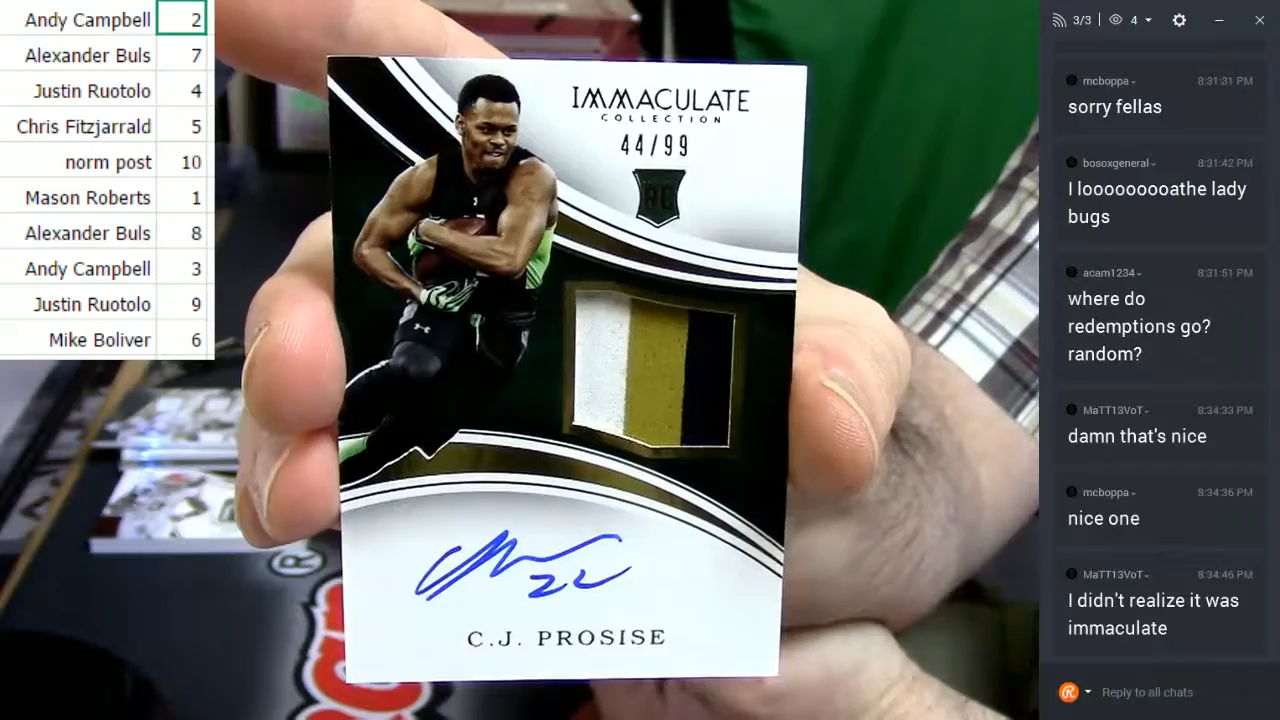 Andy Campbell 2
Alexander Buls 7
Justin Ruotolo 4
Chris Fitzjarrald 5
norm post 10
Mason Roberts 1
Alexander Buls 8
Andy Campbell 3
Justin Ruotolo 9
Mike Boliver 6
IMMACULATE
COLLECTION
44/99
RC
22
C.J. PROSISE
®
3/3 4
mcboppa 8:31:31 PM
sorry fellas
bosoxgeneral 8:31:42 PM
I looooooooathe lady
bugs
acam1234 8:31:51 PM
where do
redemptions go?
random?
MaTT13VoT 8:34:33 PM
damn that's nice
mcboppa 8:34:36 PM
nice one
MaTT13VoT 8:34:46 PM
I didn't realize it was
immaculate
R Reply to all chats